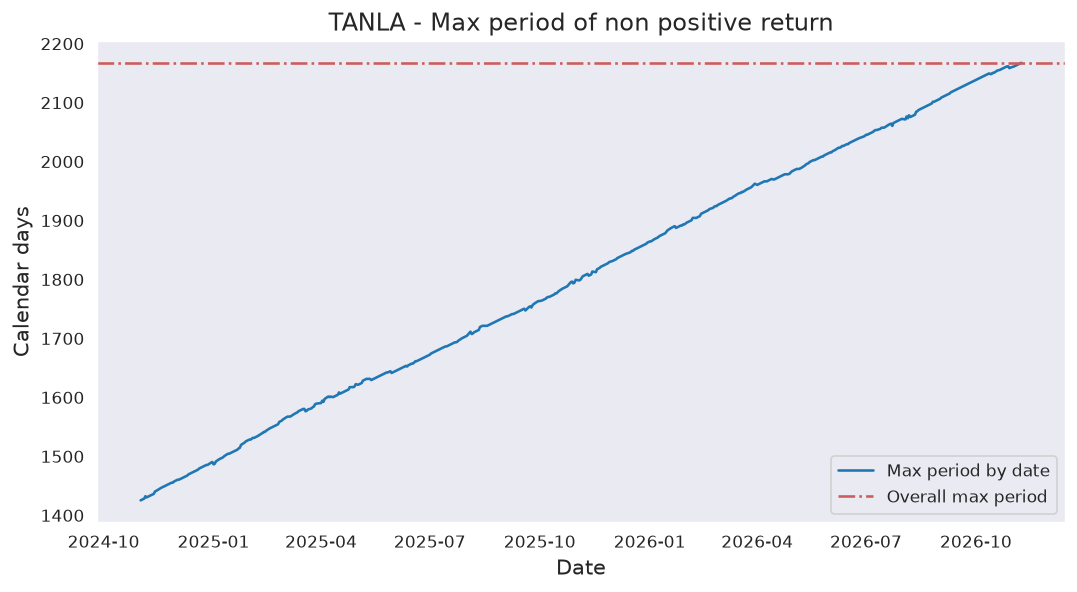 TANLA - Max period of non positive return
2200
2100
2000
1900
1800
1700
1600
1500
1400
Calendar days
2024-10 2025-01 2025-04 2025-07 2025-10 2026-01 2026-04 2026-07 2026-10
Date
Max period by date
Overall max period